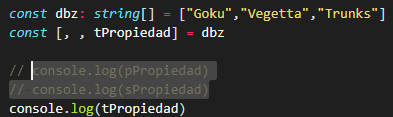 const dbz: string[] = ["Goku","Vegetta","Trunks"]
const [, , tPropiedad] = dbz
// console.log(pPropiedad)
// console.log(sPropiedad)
console.log(tPropiedad)